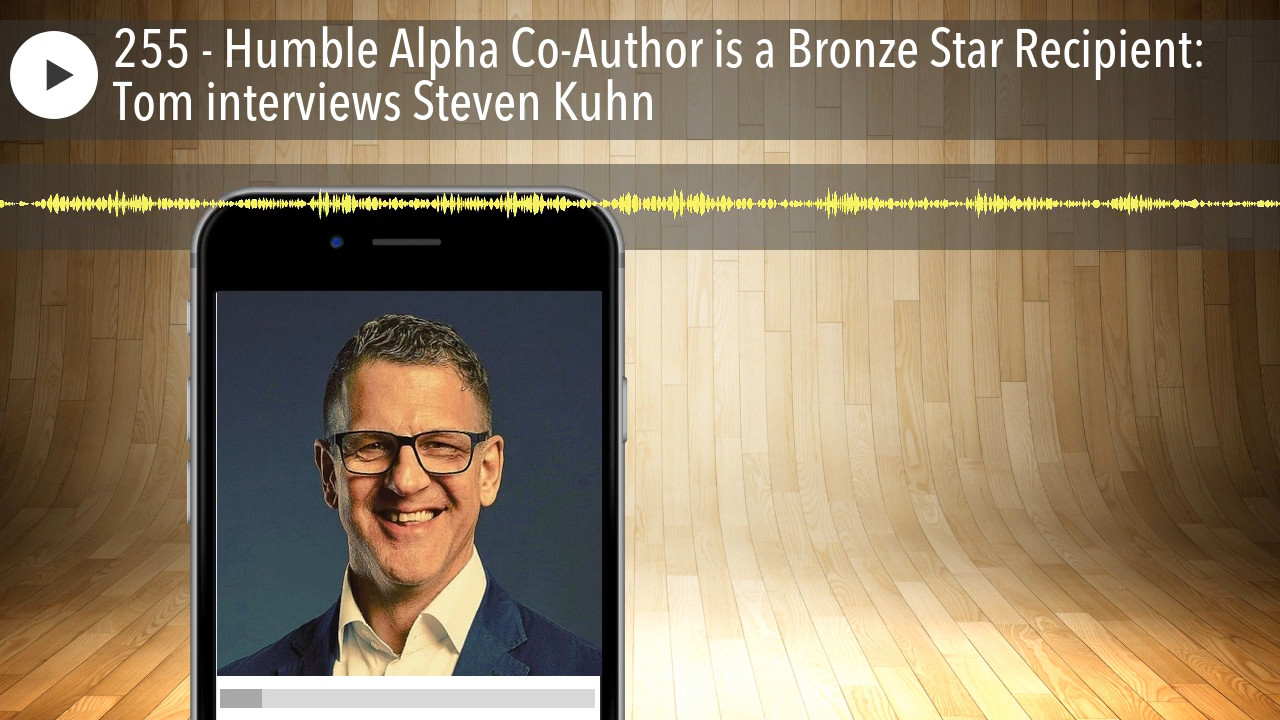 255 - Humble Alpha Co-Author is a Bronze Star Recipient:
Tom interviews Steven Kuhn